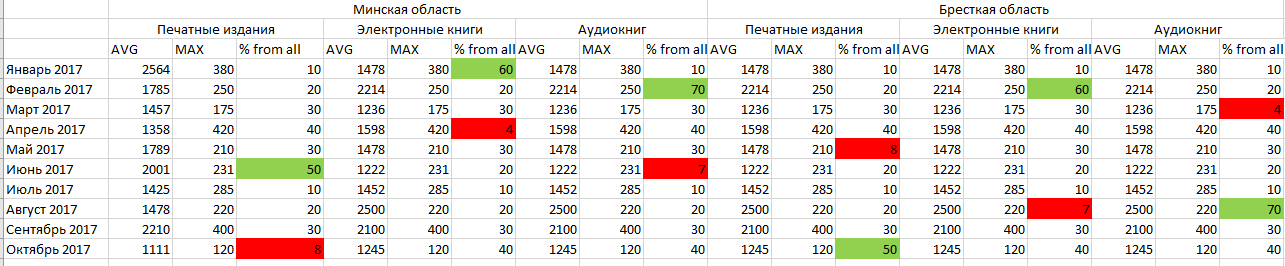 Минская область Бресткая область
Печатные издания Электронные книги Аудиокниг Печатные издания Электронные книги Аудиокниг
AVG MAX % from all AVG MAX % from all AVG MAX % from all AVG MAX % from all AVG MAX % from all AVG MAX % from all
Январь 2017 2564 380 10 1478 380 60 1478 380 10 1478 380 10 1478 380 10 1478 380 10
Февраль 2017 1785 250 20 2214 250 20 2214 250 70 2214 250 20 2214 250 60 2214 250 20
Март 2017 1457 175 30 1236 175 30 1236 175 30 1236 175 30 1236 175 30 1236 175 4
Апрель 2017 1358 420 40 1598 420 4 1598 420 40 1598 420 40 1598 420 40 1598 420 40
Май 2017 1789 210 30 1478 210 30 1478 210 30 1478 210 8 1478 210 30 1478 210 30
Июнь 2017 2001 231 50 1222 231 20 1222 231 7 1222 231 20 1222 231 20 1222 231 20
Июль 2017 1425 285 10 1452 285 10 1452 285 10 1452 285 10 1452 285 10 1452 285 10
Август 2017 1478 220 20 2500 220 20 2500 220 20 2500 220 20 2500 220 7 2500 220 70
Сентябрь 2017 2210 400 30 2100 400 30 2100 400 30 2100 400 30 2100 400 30 2100 400 30
Октябрь 2017 1111 120 8 1245 120 40 1245 120 40 1245 120 50 1245 120 40 1245 120 40